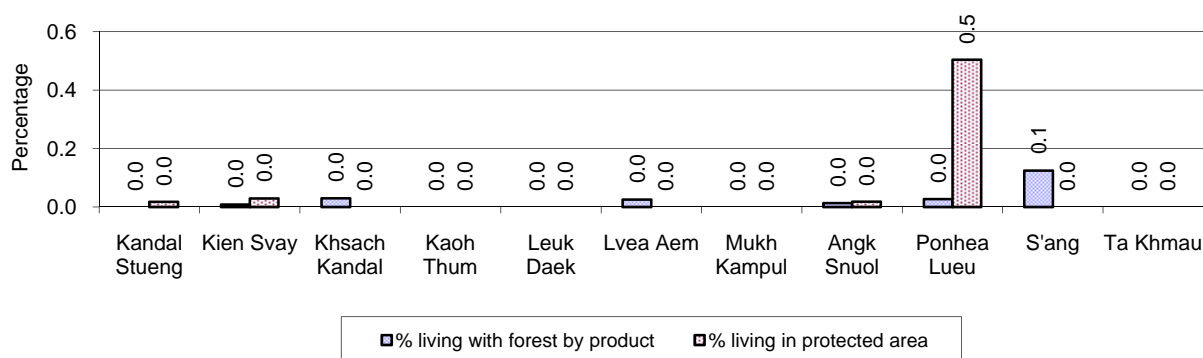 0.6
0.4
0.2
0.0
Percentage
0.0 0.0 0.0 0.0 0.0 0.0 0.0 0.0 0.0 0.0 0.0 0.0 0.0 0.0 0.0 0.0 0.0 0.5 0.1 0.0 0.0 0.0
Kandal Kien Svay Khsach Kaoh Leuk Lvea Aem Mukh Angk Ponhea S'ang Ta Khmau
Stueng Kandal Thum Daek Kampul Snuol Lueu
% living with forest by product % living in protected area